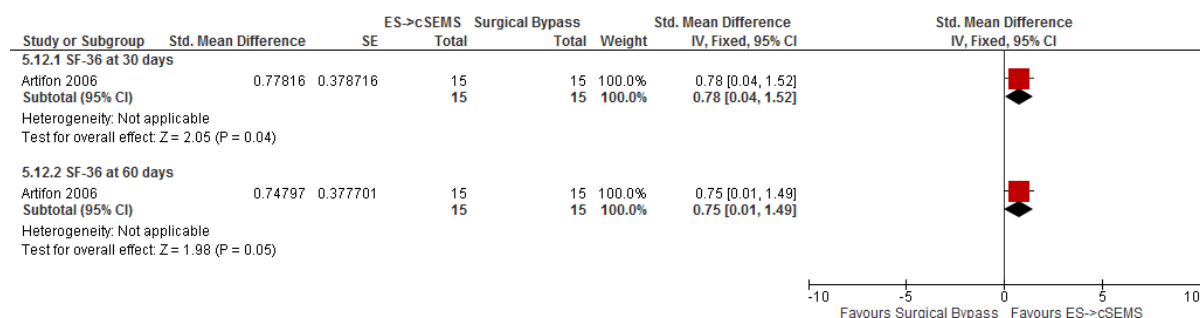 ES->cSEMS Surgical Bypass Std. Mean Difference Std. Mean Difference
Study or Subgroup Std. Mean Difference SE Total Total Weight IV, Fixed, 95% CI IV, Fixed, 95% CI
5.12.1 SF-36 at 30 days
Artifon 2006 0.77816 0.378716 15 15 100.0% 0.78 [0.04, 1.52]
Subtotal (95% CI) 15 15 100.0% 0.78 [0.04, 1.52]
Heterogeneity: Not applicable
Test for overall effect: Z = 2.05 (P = 0.04)
5.12.2 SF-36 at 60 days
Artifon 2006 0.74797 0.377701 15 15 100.0% 0.75 [0.01, 1.49]
Subtotal (95% CI) 15 15 100.0% 0.75 [0.01, 1.49]
Heterogeneity: Not applicable
Test for overall effect: Z = 1.98 (P = 0.05)
-10 -5 0 5 10
Favours Surgical Bypass Favours ES->cSEMS